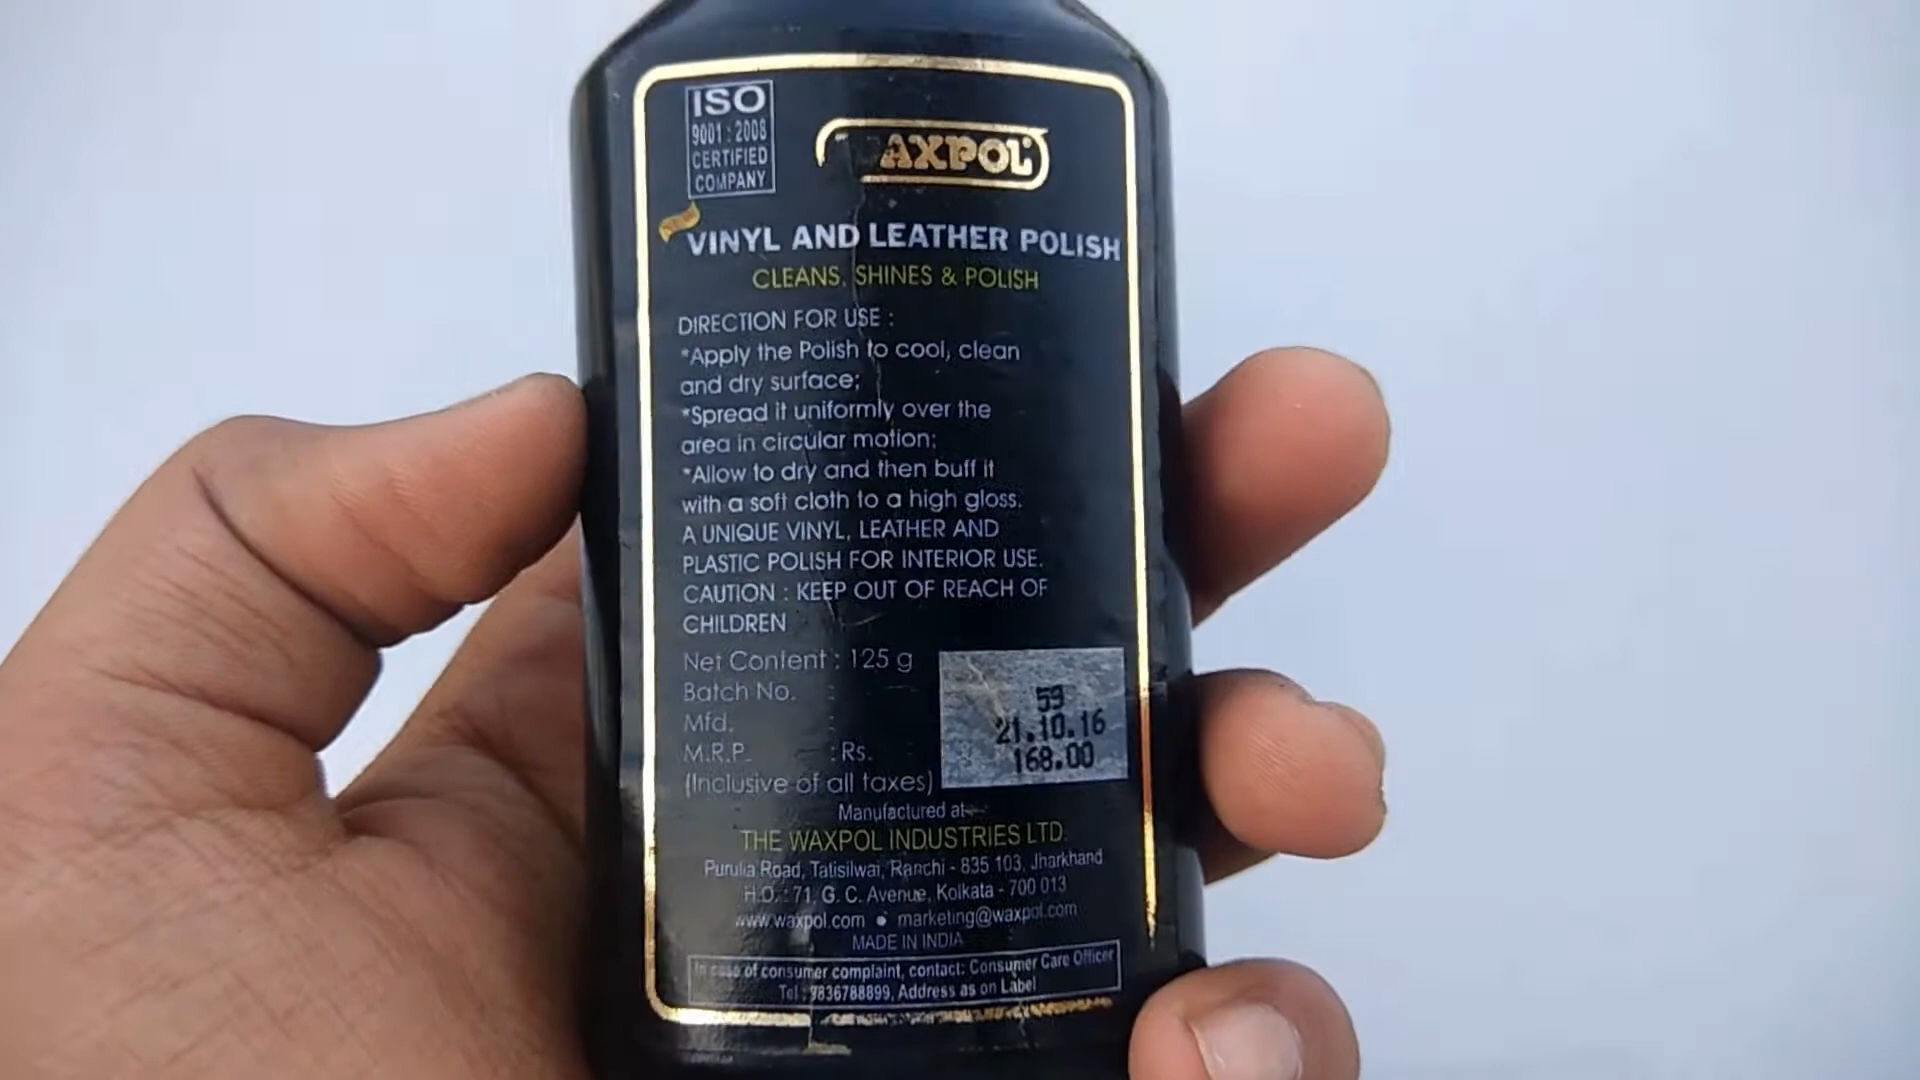 ISO
9001 : 2008
CERTIFIED
COMPANY
AXPOL
VINYL AND LEATHER POLISH
CLEANS, SHINES & POLISH
DIRECTION FOR USE :
*Apply the Polish to cool, clean
and dry surface;
*Spread it uniformly over the
area in circular motion;
*Allow to dry and then buff it
with a soft cloth to a high gloss.
A UNIQUE VINYL, LEATHER AND
PLASTIC POLISH FOR INTERIOR USE.
CAUTION : KEEP OUT OF REACH OF
CHILDREN
Net Content : 125 g
Batch No. : 59
Mfd. : 21.10.16
M.R.P. : Rs. 168.00
(Inclusive of all taxes)
Manufactured at
THE WAXPOL INDUSTRIES LTD.
Purulia Road, Tatisilwai, Ranchi - 835 103, Jharkhand
H.O. : 71, G. C. Avenue, Kolkata - 700 013
www.waxpol.com ● marketing@waxpol.com
MADE IN INDIA
In case of consumer complaint, contact: Consumer Care Officer
Tel : 9836788899, Address as on Label